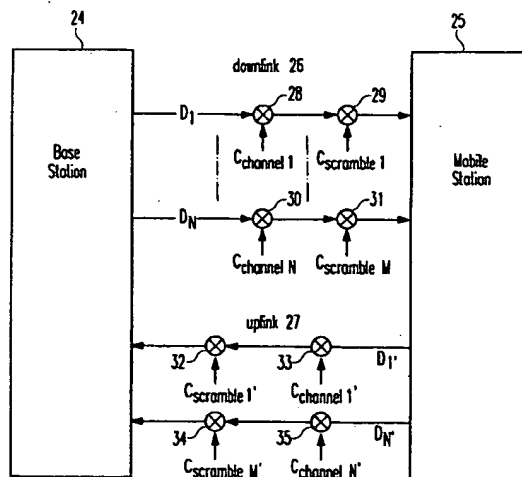 24
25
downlink 26
28
29
D1
Cchannel 1
Cscramble 1
Base
Station
Mobile
Station
30
31
DN
Cchannel N
Cscramble M
uplink 27
32
33
D1'
Cscramble 1'
Cchannel 1'
34
35
DN'
Cscramble M'
Cchannel N'